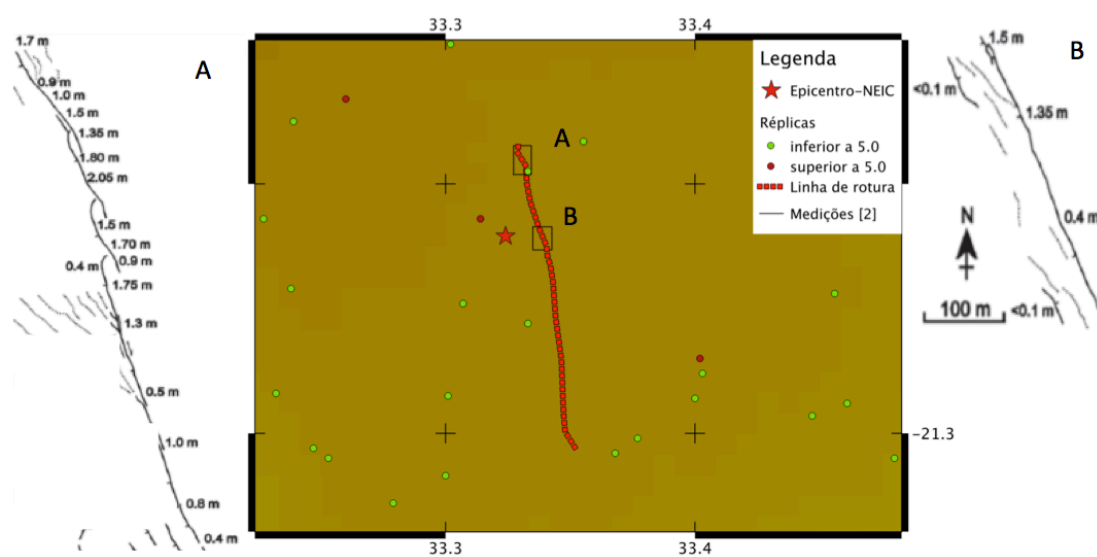 33.3
33.4
A
1.7 m
0.9 m
1.0 m
1.5 m
1.35 m
1.80 m
2.05 m
1.5 m
1.70 m
0.4 m
0.9 m
1.75 m
1.3 m
0.5 m
1.0 m
0.8 m
0.4 m
A
B
Legenda
Epicentro-NEIC
Réplicas
inferior a 5.0
superior a 5.0
Linha de rotura
Medições [2]
-21.3
33.3
33.4
B
1.5 m
<0.1 m
1.35 m
0.4 m
N
100 m
<0.1 m